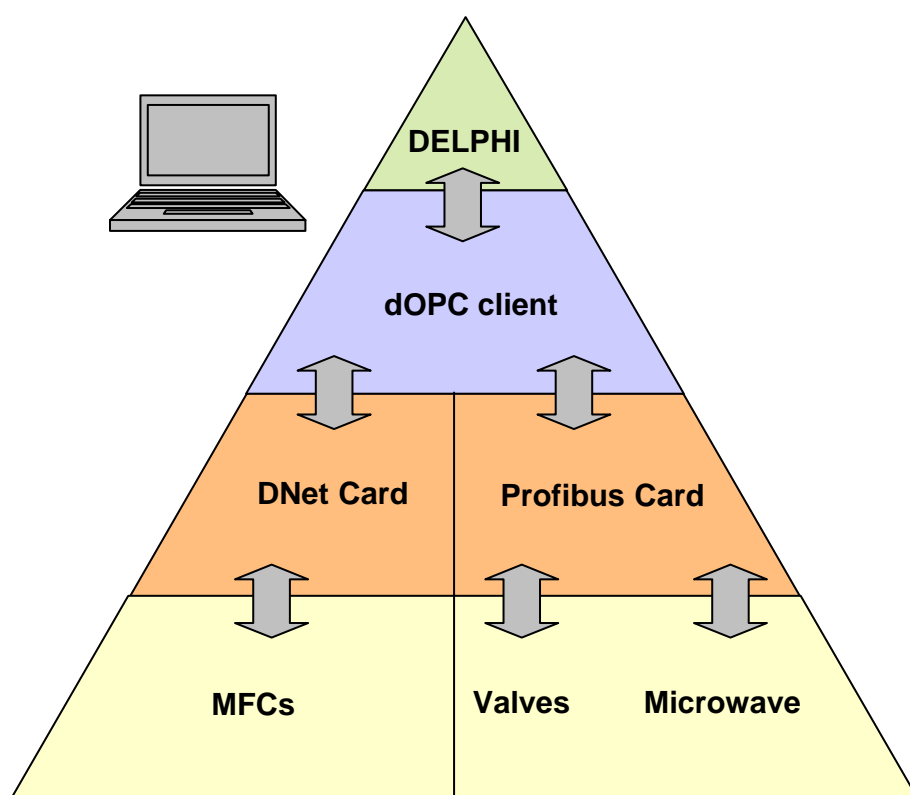 DELPHI
dOPC client
DNet Card
Profibus Card
MFCs
Valves
Microwave